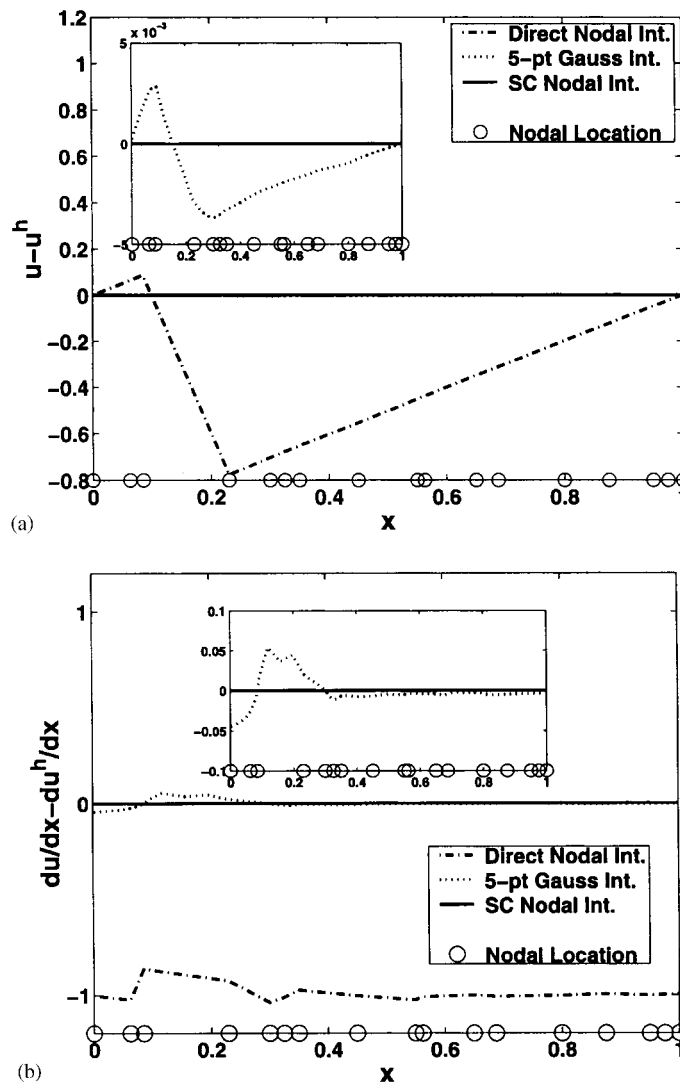 5 × 10⁻³
0
−5
0 0.2 0.4 0.6 0.8 1
Direct Nodal Int.
5−pt Gauss Int.
SC Nodal Int.
Nodal Location
1.2
1
0.8
0.6
0.4
0.2
0
−0.2
−0.4
−0.6
−0.8
u−uʰ
0 0.2 0.4 0.6 0.8 1
x
(a)
1
0
−1
du/dx−duʰ/dx
0.1
0.05
0
−0.05
−0.1
0 0.2 0.4 0.6 0.8 1
Direct Nodal Int.
5−pt Gauss Int.
SC Nodal Int.
Nodal Location
0 0.2 0.4 0.6 0.8 1
x
(b)